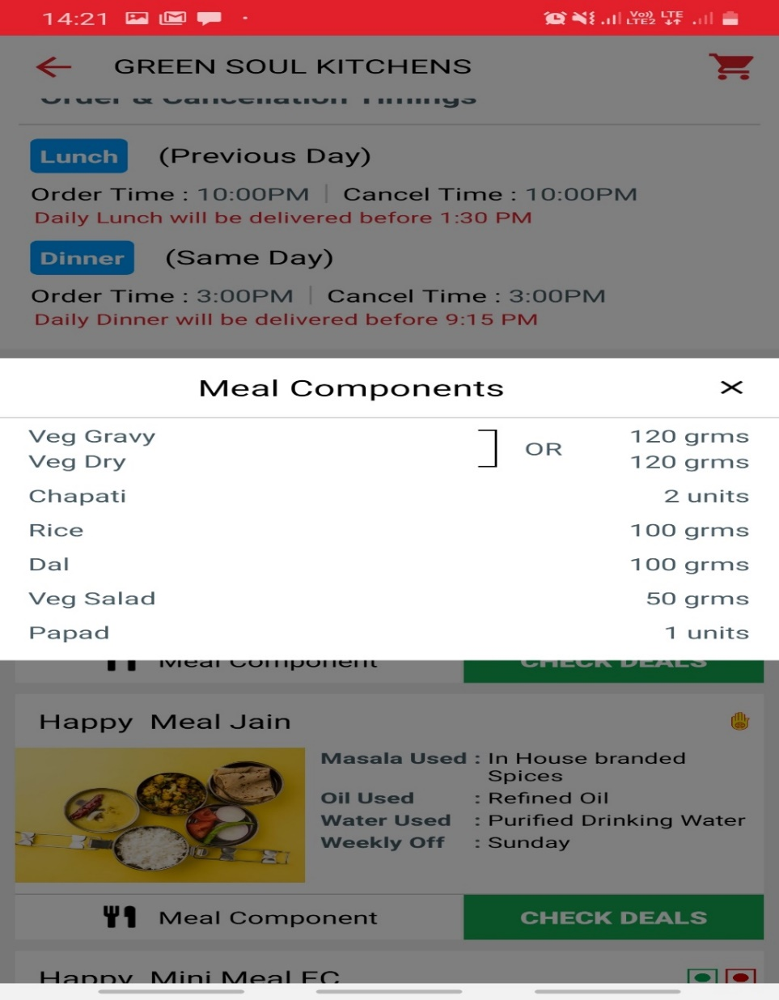 14:21 Vo)) LTE LTE2
GREEN SOUL KITCHENS
Order & Cancellation Timings
Lunch (Previous Day)
Order Time : 10:00PM | Cancel Time : 10:00PM
Daily Lunch will be delivered before 1:30 PM
Dinner (Same Day)
Order Time : 3:00PM | Cancel Time : 3:00PM
Daily Dinner will be delivered before 9:15 PM
Meal Components ×
Veg Gravy 120 grms
OR
Veg Dry 120 grms
Chapati 2 units
Rice 100 grms
Dal 100 grms
Veg Salad 50 grms
Papad 1 units
Meal Component CHECK DEALS
Happy Meal Jain
Masala Used : In House branded
Spices
Oil Used : Refined Oil
Water Used : Purified Drinking Water
Weekly Off : Sunday
Meal Component CHECK DEALS
Happy Mini Meal EC